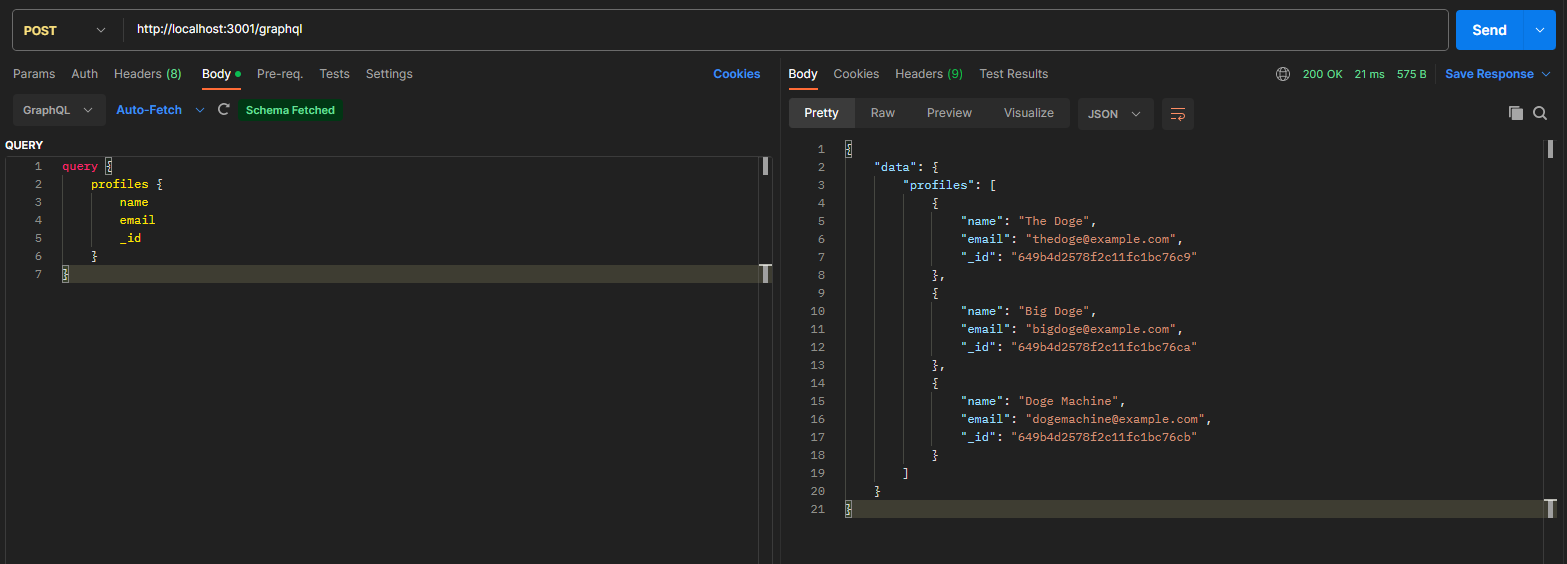 POST http://localhost:3001/graphql Send
Params Auth Headers (8) Body Pre-req. Tests Settings Cookies
GraphQL Auto-Fetch Schema Fetched
QUERY
1 query {
2 profiles {
3 name
4 email
5 _id
6 }
7 }
Body Cookies Headers (9) Test Results 200 OK 21 ms 575 B Save Response
Pretty Raw Preview Visualize JSON
1 {
2 "data": {
3 "profiles": [
4 {
5 "name": "The Doge",
6 "email": "thedoge@example.com",
7 "_id": "649b4d2578f2c11fc1bc76c9"
8 },
9 {
10 "name": "Big Doge",
11 "email": "bigdoge@example.com",
12 "_id": "649b4d2578f2c11fc1bc76ca"
13 },
14 {
15 "name": "Doge Machine",
16 "email": "dogemachine@example.com",
17 "_id": "649b4d2578f2c11fc1bc76cb"
18 }
19 ]
20 }
21 }